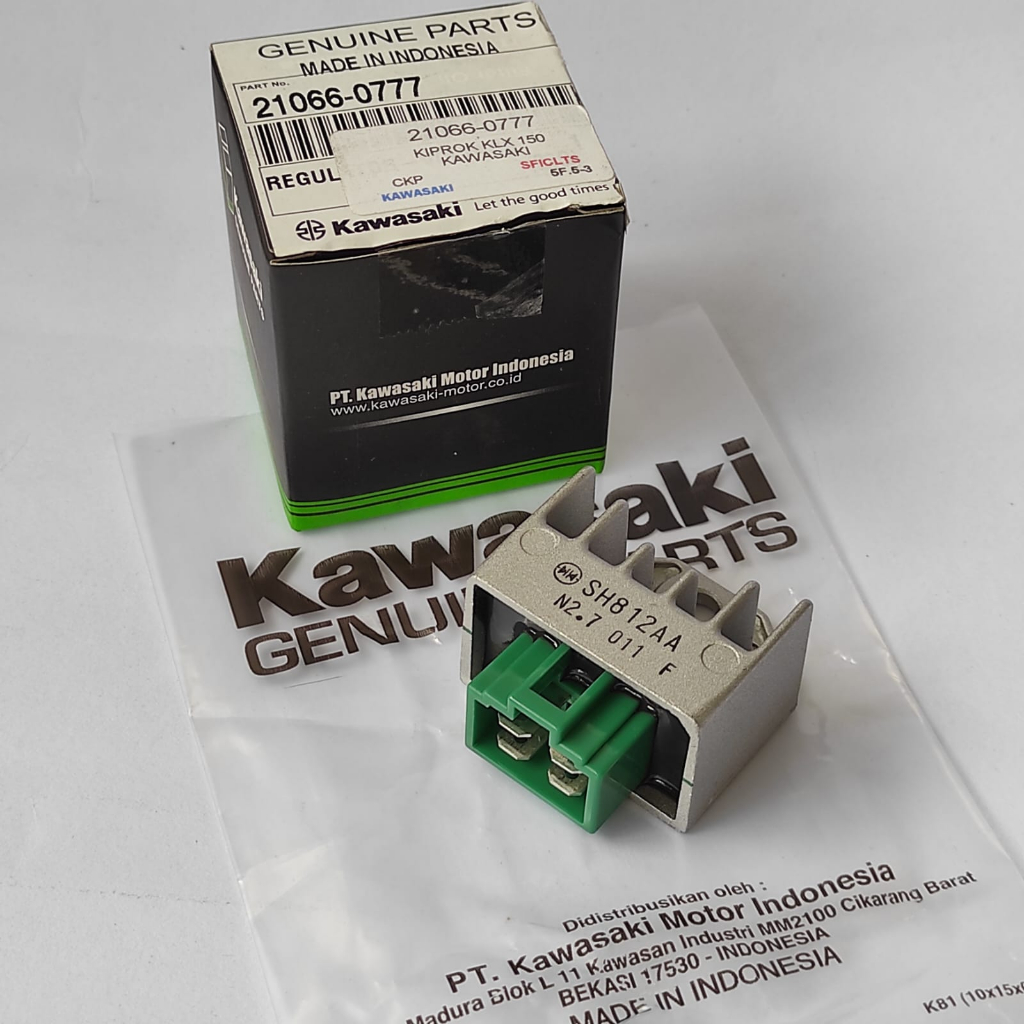 GENUINE PARTS
MADE IN INDONESIA
PART No.
21066-0777
21066-0777
KIPROK KLX 150
KAWASAKI
REGUL
CKP
SFICLTS
KAWASAKI
5F.5-3
Kawasaki Let the good times
PT. Kawasaki Motor Indonesia
www.kawasaki-motor.co.id
Kawasaki
GENUI PARTS
SH812AA
N2.7 011 F
Didistribusikan oleh :
PT. Kawasaki Motor Indonesia
Madura Blok L 11 Kawasan Industri MM2100 Cikarang Barat
BEKASI 17530 - INDONESIA
MADE IN INDONESIA
K81 (10x15x